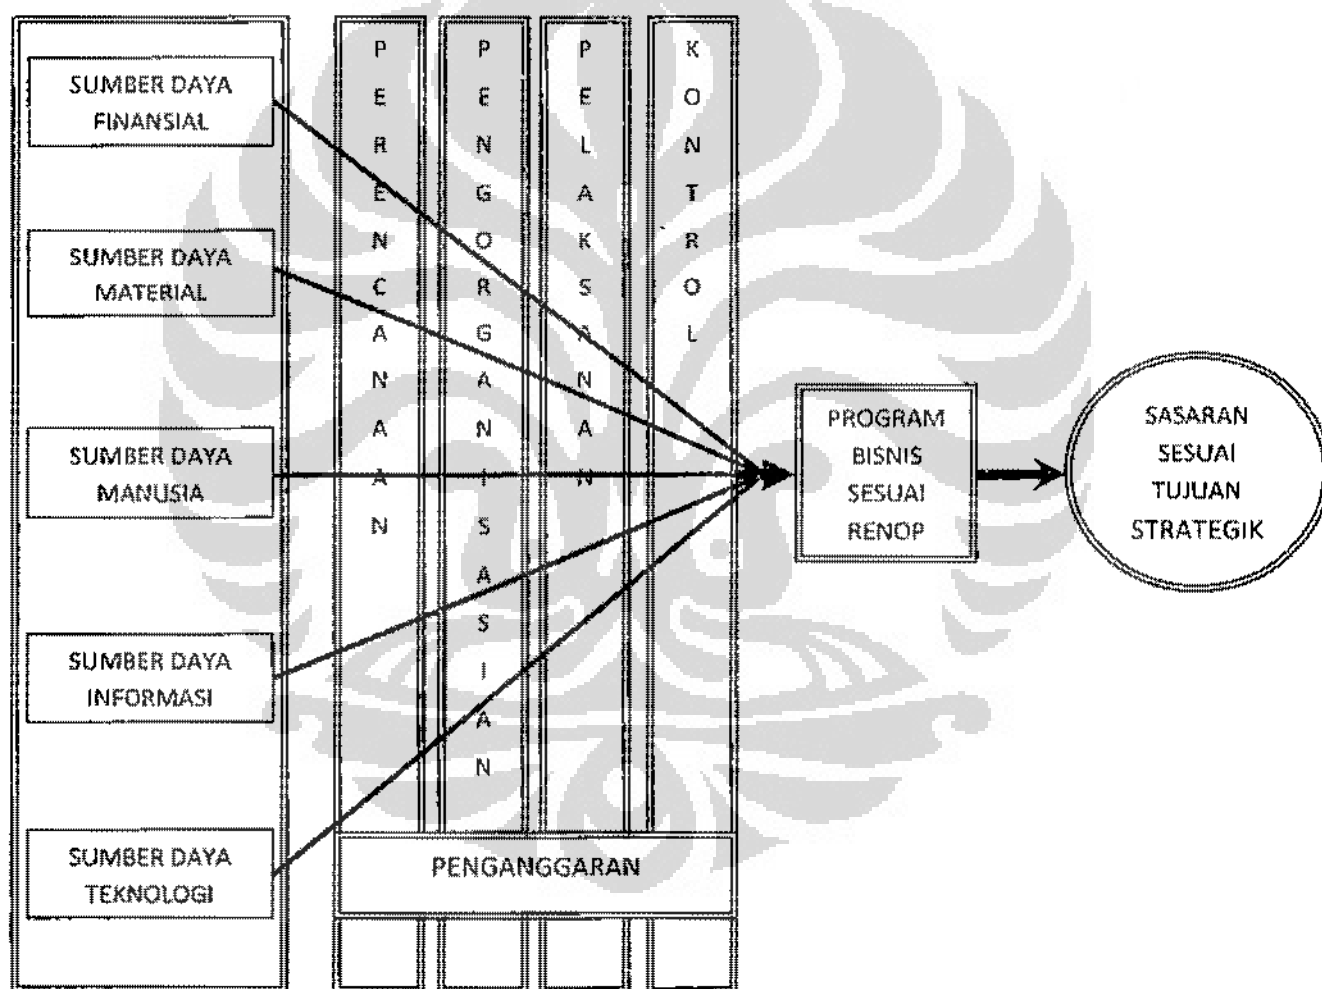 SUMBER DAYA
FINANSIAL
SUMBER DAYA
MATERIAL
SUMBER DAYA
MANUSIA
SUMBER DAYA
INFORMASI
SUMBER DAYA
TEKNOLOGI
PERENCANAAN
PENGORGANISASIAN
PELAKSANAN
KONTROL
PENGANGGARAN
PROGRAM
BISNIS
SESUAI
RENOP
SASARAN
SESUAI
TUJUAN
STRATEGIK